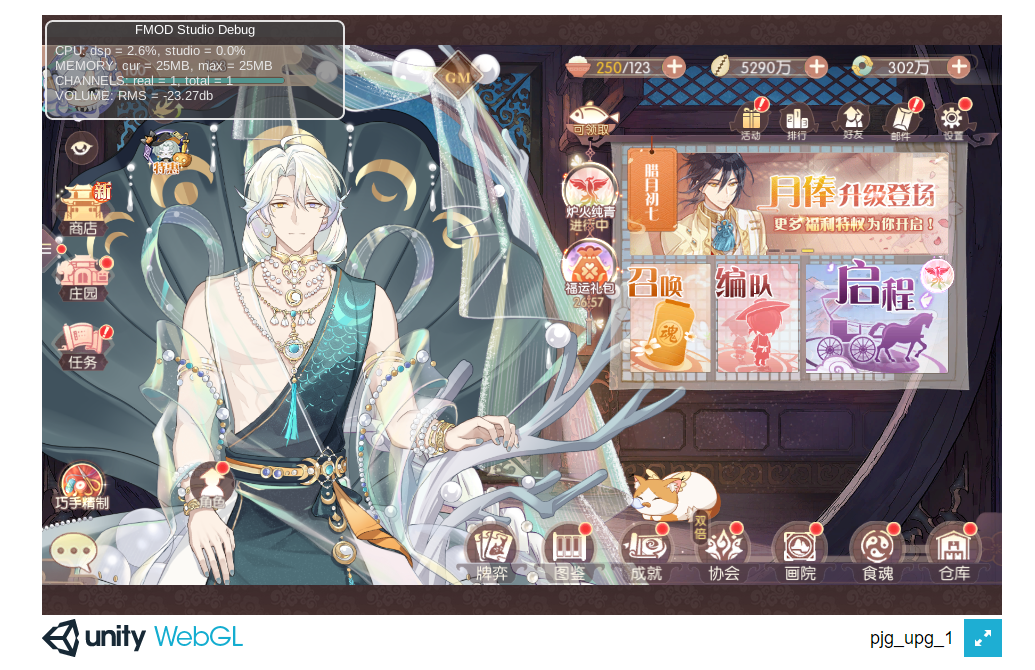 FMOD Studio Debug
CPU: dsp = 2.6%, studio = 0.0%
MEMORY: cur = 25MB, max = 25MB
CHANNELS: real = 1, total = 1
VOLUME: RMS = -23.27db
GM
250/123
5290万
302万
可领取
活动
排行
好友
邮件
设置
特惠
新
商店
庄园
任务
巧手精制
角色
炉火纯青
进行中
福运礼包
26:57
腊月初七
月俸升级登场
更多福利特权为你开启！
召唤
魂
编队
启程
双倍
牌弈
图鉴
成就
协会
画院
食魂
仓库
unity WebGL
pjg_upg_1